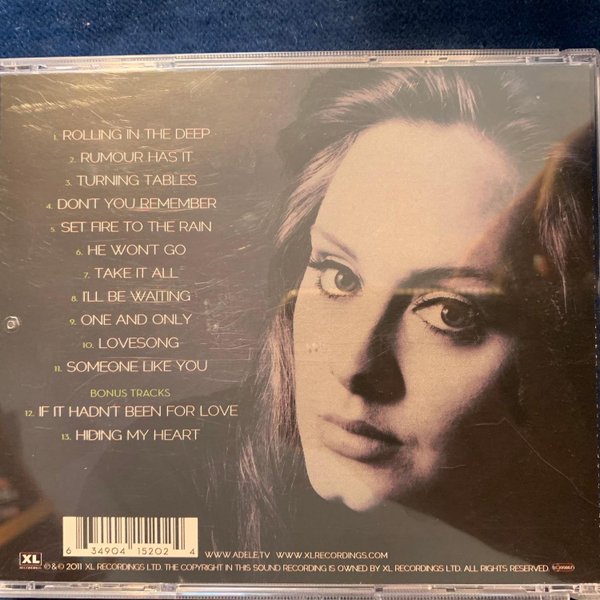 1. ROLLING IN THE DEEP
2. RUMOUR HAS IT
3. TURNING TABLES
4. DON'T YOU REMEMBER
5. SET FIRE TO THE RAIN
6. HE WON'T GO
7. TAKE IT ALL
8. I'LL BE WAITING
9. ONE AND ONLY
10. LOVESONG
11. SOMEONE LIKE YOU
BONUS TRACKS
12. IF IT HADN'T BEEN FOR LOVE
13. HIDING MY HEART
6 34904 15202 4
WWW.ADELE.TV WWW.XLRECORDINGS.COM
XL
RECORDINGS
℗ & © 2011 XL RECORDINGS LTD. THE COPYRIGHT IN THIS SOUND RECORDING IS OWNED BY XL RECORDINGS LTD. ALL RIGHTS RESERVED